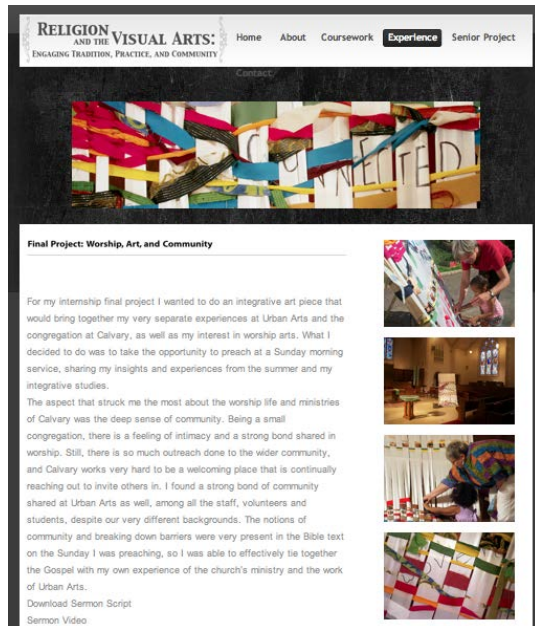 RELIGION
AND THE VISUAL ARTS:
ENGAGING TRADITION, PRACTICE, AND COMMUNITY
Home About Coursework Experience Senior Project
Contact
CONNECTED
Final Project: Worship, Art, and Community
For my internship final project I wanted to do an integrative art piece that
would bring together my very separate experiences at Urban Arts and the
congregation at Calvary, as well as my interest in worship arts. What I
decided to do was to take the opportunity to preach at a Sunday morning
service, sharing my insights and experiences from the summer and my
integrative studies.
The aspect that struck me the most about the worship life and ministries
of Calvary was the deep sense of community. Being a small
congregation, there is a feeling of intimacy and a strong bond shared in
worship. Still, there is so much outreach done to the wider community,
and Calvary works very hard to be a welcoming place that is continually
reaching out to invite others in. I found a strong bond of community
shared at Urban Arts as well, among all the staff, volunteers and
students, despite our very different backgrounds. The notions of
community and breaking down barriers were very present in the Bible text
on the Sunday I was preaching, so I was able to effectively tie together
the Gospel with my own experience of the church's ministry and the work
of Urban Arts.
Download Sermon Script
Sermon Video